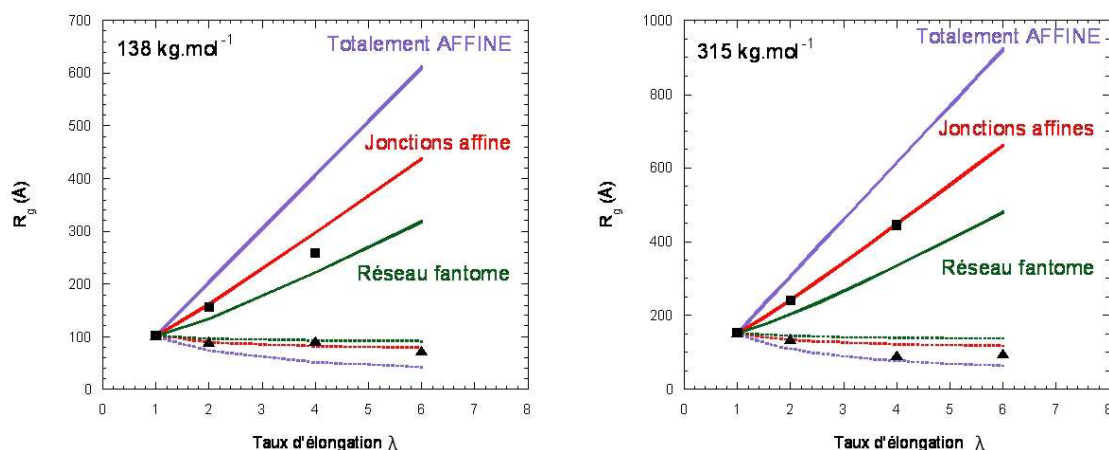 700
600
500
400
300
200
100
0
0 1 2 3 4 5 6 7 8
R_g (Å)
Taux d'élongation λ
138 kg.mol⁻¹
Totalement AFFINE
Jonctions affine
Réseau fantome
1000
800
600
400
200
0
0 1 2 3 4 5 6 7 8
R_g (Å)
Taux d'élongation λ
315 kg.mol⁻¹
Totalement AFFINE
Jonctions affines
Réseau fantome